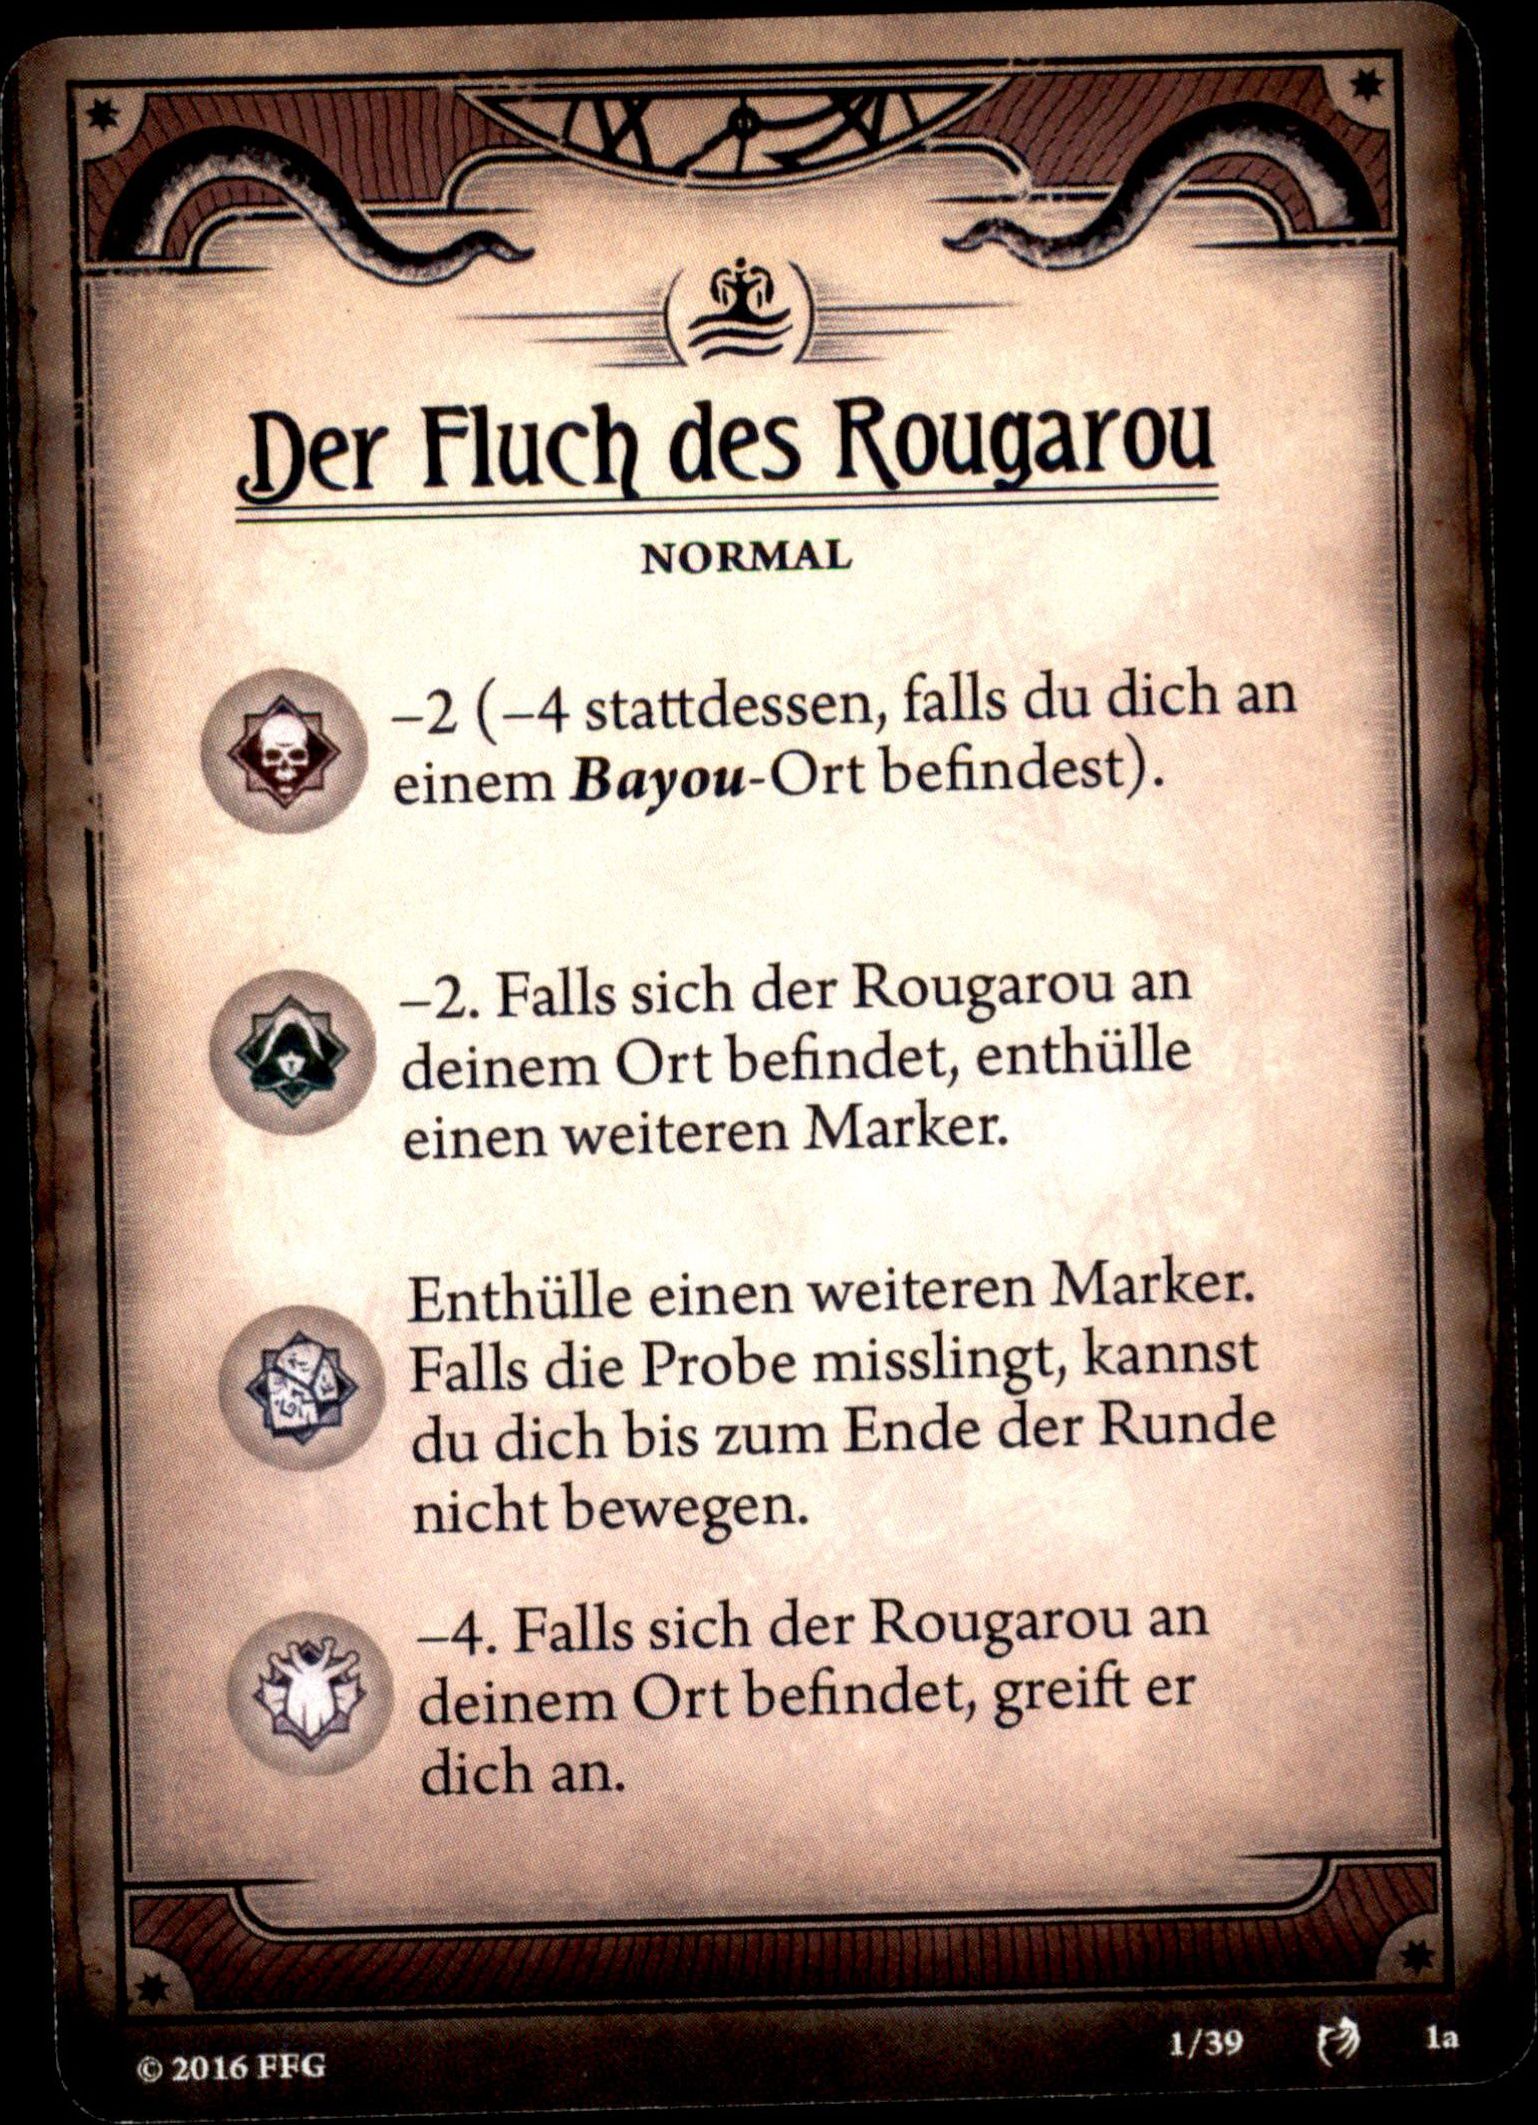 Der Fluch des Rougarou
NORMAL
–2 (–4 stattdessen, falls du dich an
einem Bayou-Ort befindest).
–2. Falls sich der Rougarou an
deinem Ort befindet, enthülle
einen weiteren Marker.
Enthülle einen weiteren Marker.
Falls die Probe misslingt, kannst
du dich bis zum Ende der Runde
nicht bewegen.
–4. Falls sich der Rougarou an
deinem Ort befindet, greift er
dich an.
© 2016 FFG 1/39 1a